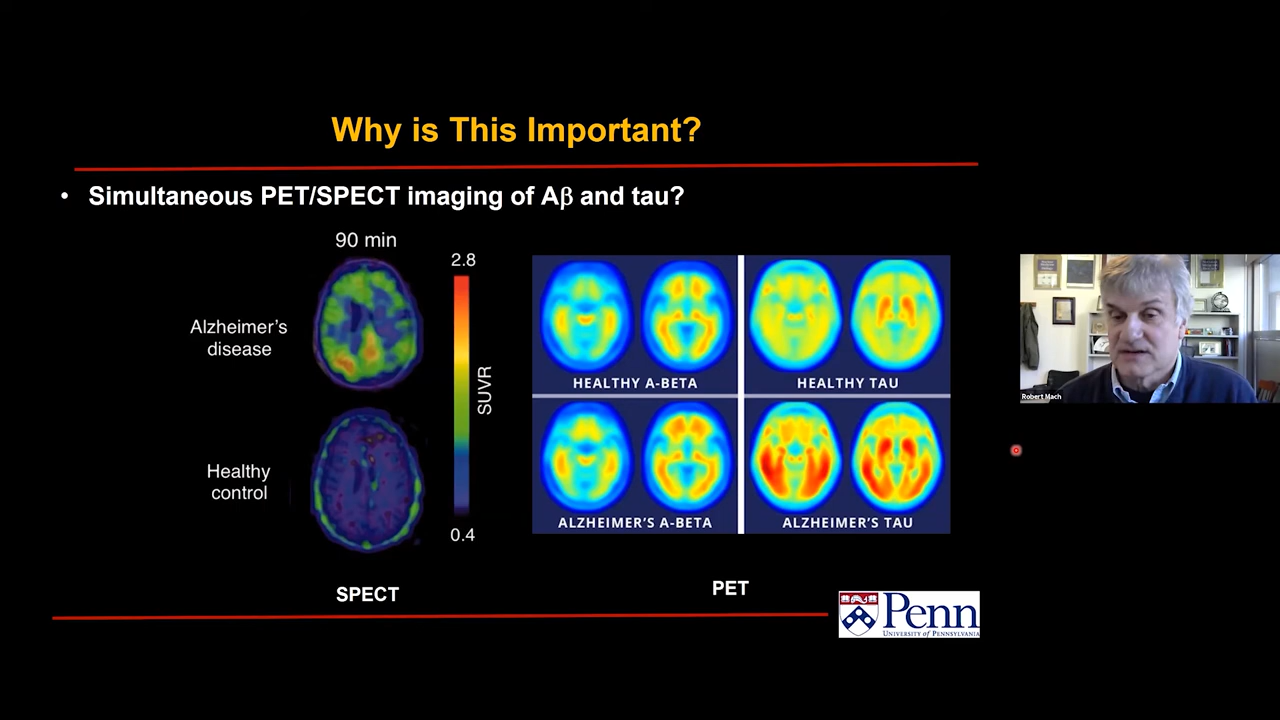 Why is This Important?
• Simultaneous PET/SPECT imaging of Aβ and tau?
90 min
2.8
Alzheimer's
disease
SUVR
Healthy
control
0.4
SPECT
HEALTHY A-BETA
HEALTHY TAU
ALZHEIMER'S A-BETA
ALZHEIMER'S TAU
PET
Penn
UNIVERSITY of PENNSYLVANIA
Robert Mach